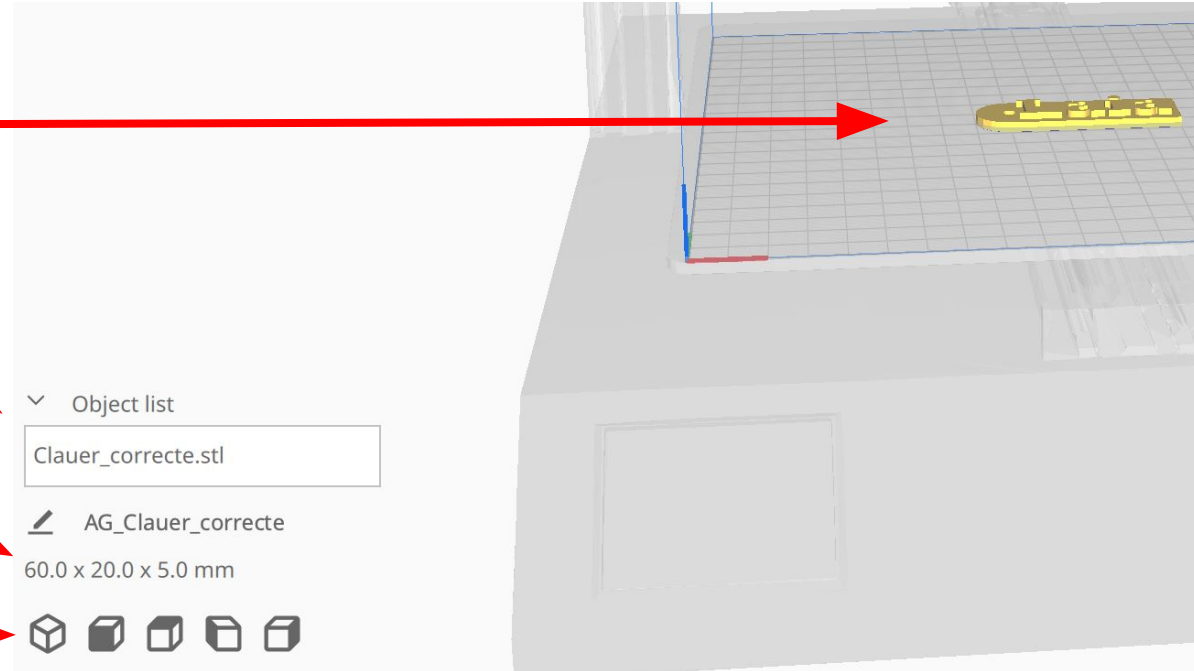 Object list
Clauer_correcte.stl
AG_Clauer_correcte
60.0 x 20.0 x 5.0 mm